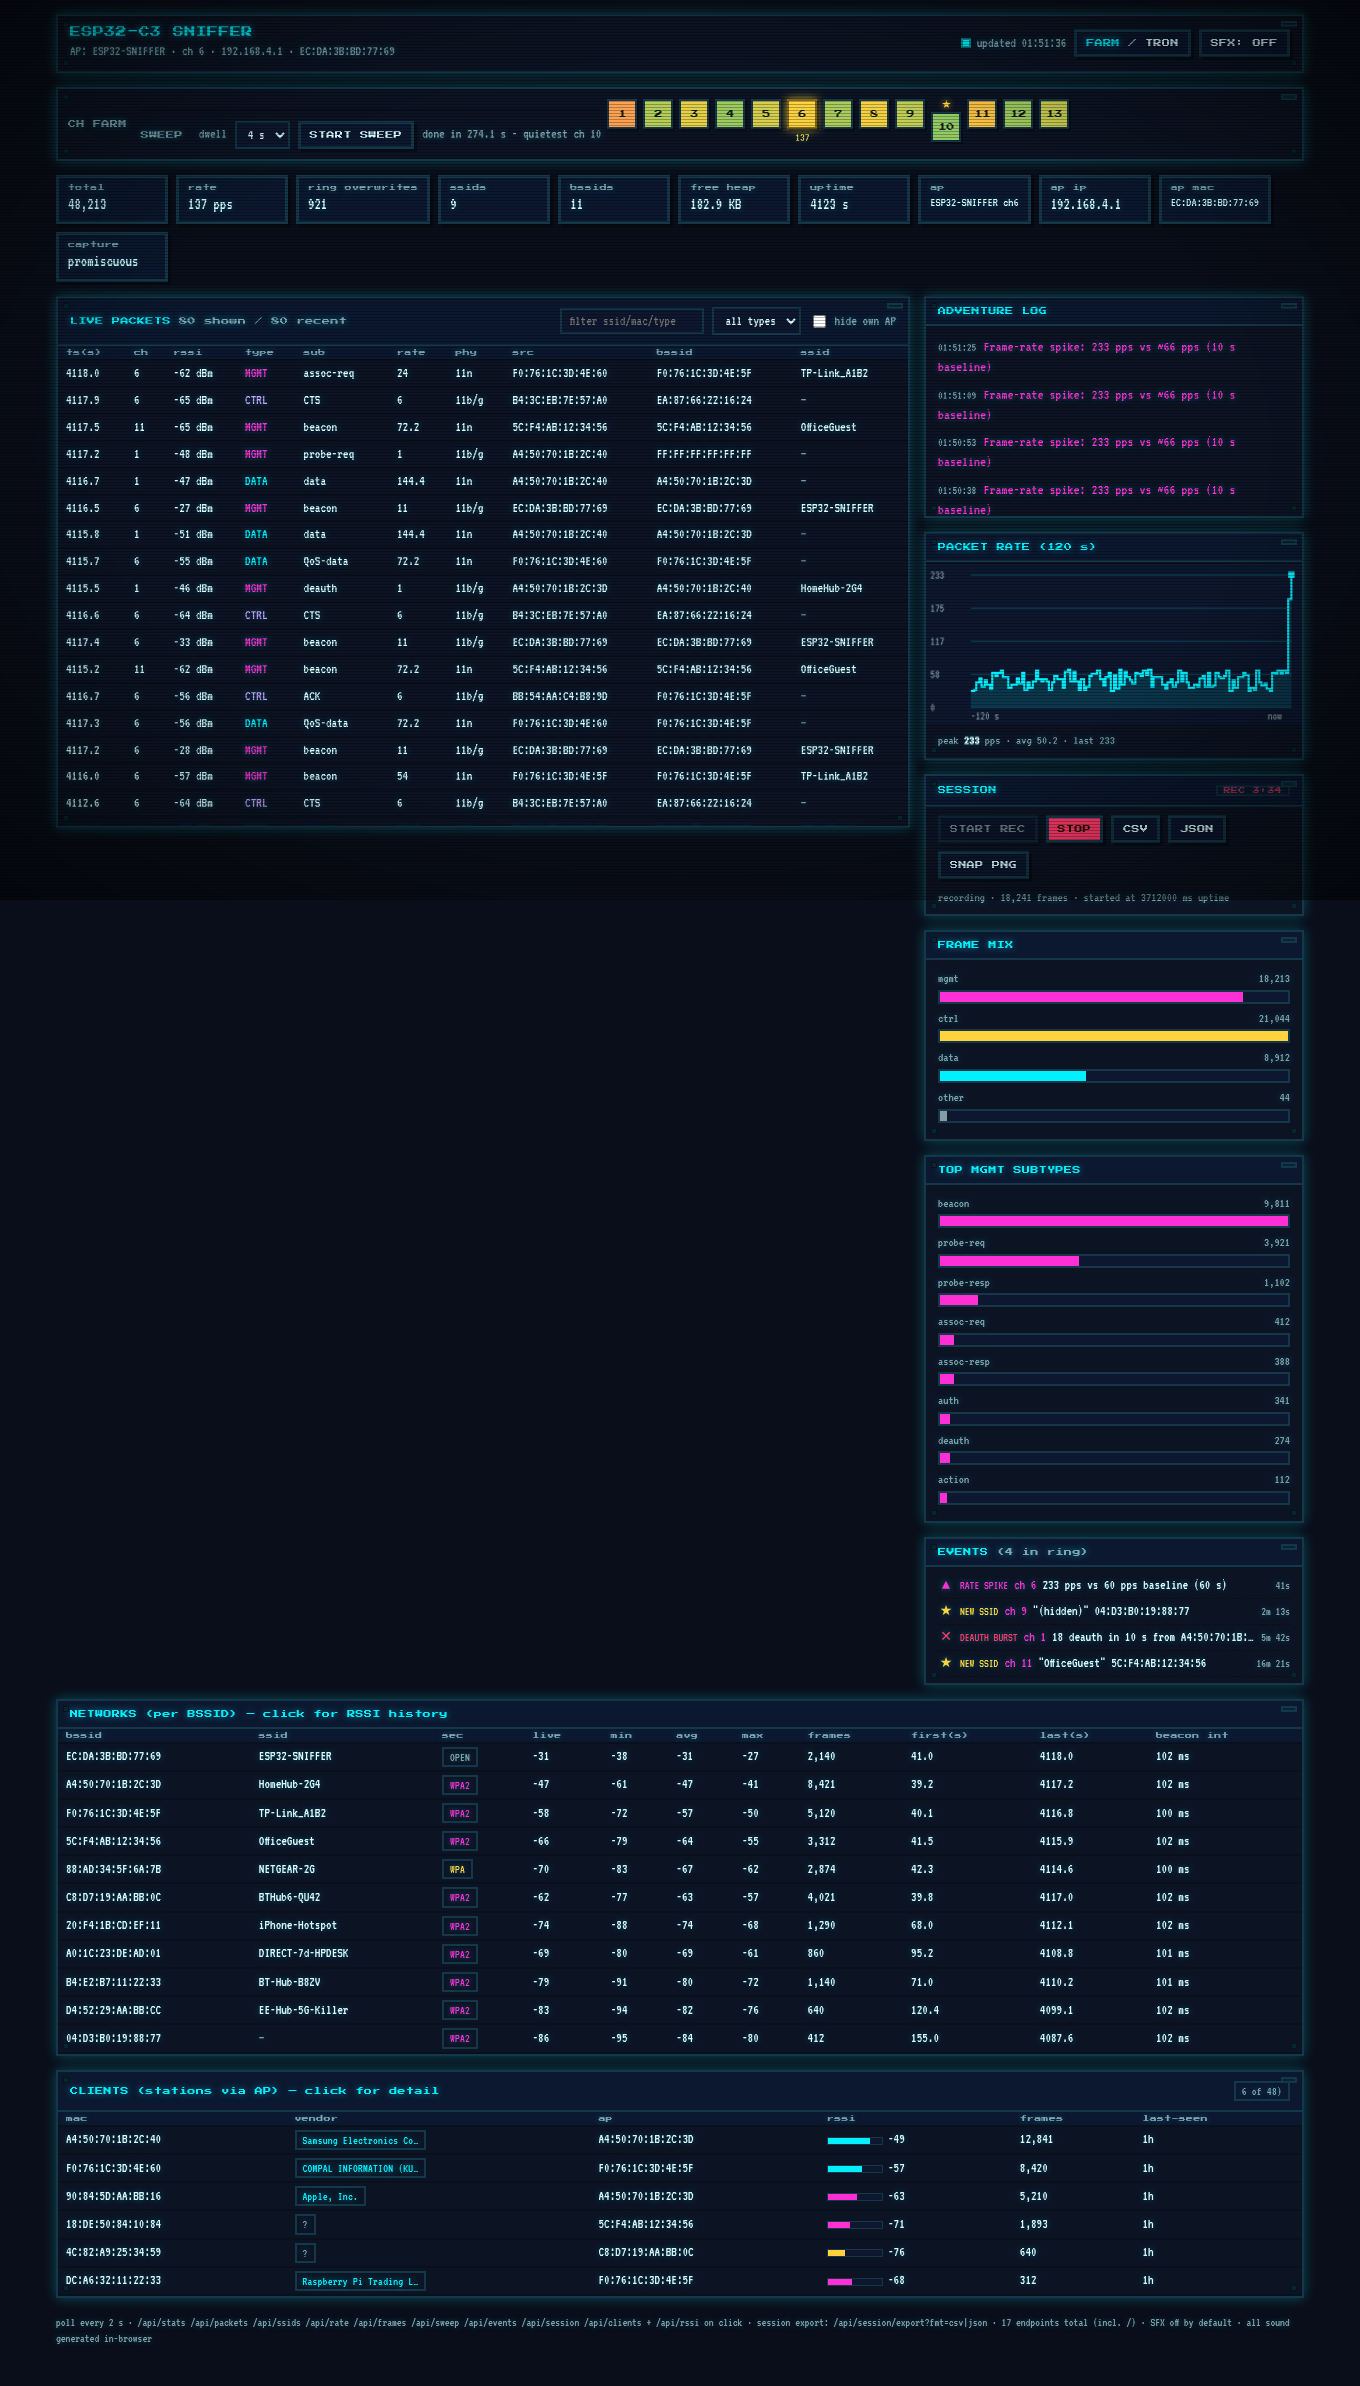 ESP32-C3 SNIFFER
AP: ESP32-SNIFFER · ch 6 · 192.168.4.1 · EC:DA:3B:BD:77:69
updated 01:51:36
FARM / TRON
SFX: OFF
CH FARM
SWEEP dwell 4 s START SWEEP done in 274.1 s - quietest ch 10
1 2 3 4 5 6 7 8 9 ★ 10 11 12 13
137
total
48,213
rate
137 pps
ring overwrites
921
ssids
9
bssids
11
free heap
182.9 KB
uptime
4123 s
ap
ESP32-SNIFFER ch6
ap ip
192.168.4.1
ap mac
EC:DA:3B:BD:77:69
capture
promiscuous
LIVE PACKETS 80 shown / 80 recent
filter ssid/mac/type
all types
hide own AP
ts(s) ch rssi type sub rate phy src bssid ssid
4118.0 6 -62 dBm MGMT assoc-req 24 11n F0:76:1C:3D:4E:60 F0:76:1C:3D:4E:5F TP-Link_A1B2
4117.9 6 -65 dBm CTRL CTS 6 11b/g B4:3C:EB:7E:57:A0 EA:87:66:22:16:24 –
4117.5 11 -65 dBm MGMT beacon 72.2 11n 5C:F4:AB:12:34:56 5C:F4:AB:12:34:56 OfficeGuest
4117.2 1 -48 dBm MGMT probe-req 1 11b/g A4:50:70:1B:2C:40 FF:FF:FF:FF:FF:FF –
4116.7 1 -47 dBm DATA data 144.4 11n A4:50:70:1B:2C:40 A4:50:70:1B:2C:3D –
4116.5 6 -27 dBm MGMT beacon 11 11b/g EC:DA:3B:BD:77:69 EC:DA:3B:BD:77:69 ESP32-SNIFFER
4115.8 1 -51 dBm DATA data 144.4 11n A4:50:70:1B:2C:40 A4:50:70:1B:2C:3D –
4115.7 6 -55 dBm DATA QoS-data 72.2 11n F0:76:1C:3D:4E:60 F0:76:1C:3D:4E:5F –
4115.5 1 -46 dBm MGMT deauth 1 11b/g A4:50:70:1B:2C:3D A4:50:70:1B:2C:40 HomeHub-2G4
4116.6 6 -64 dBm CTRL CTS 6 11b/g B4:3C:EB:7E:57:A0 EA:87:66:22:16:24 –
4117.4 6 -33 dBm MGMT beacon 11 11b/g EC:DA:3B:BD:77:69 EC:DA:3B:BD:77:69 ESP32-SNIFFER
4115.2 11 -62 dBm MGMT beacon 72.2 11n 5C:F4:AB:12:34:56 5C:F4:AB:12:34:56 OfficeGuest
4116.7 6 -56 dBm CTRL ACK 6 11b/g BB:54:AA:C4:B8:9D F0:76:1C:3D:4E:5F –
4117.3 6 -56 dBm DATA QoS-data 72.2 11n F0:76:1C:3D:4E:60 F0:76:1C:3D:4E:5F –
4117.2 6 -28 dBm MGMT beacon 11 11b/g EC:DA:3B:BD:77:69 EC:DA:3B:BD:77:69 ESP32-SNIFFER
4116.0 6 -57 dBm MGMT beacon 54 11n F0:76:1C:3D:4E:5F F0:76:1C:3D:4E:5F TP-Link_A1B2
4112.6 6 -64 dBm CTRL CTS 6 11b/g B4:3C:EB:7E:57:A0 EA:87:66:22:16:24 –
ADVENTURE LOG
01:51:25 Frame-rate spike: 233 pps vs ≈66 pps (10 s
baseline)
01:51:09 Frame-rate spike: 233 pps vs ≈66 pps (10 s
baseline)
01:50:53 Frame-rate spike: 233 pps vs ≈66 pps (10 s
baseline)
01:50:38 Frame-rate spike: 233 pps vs ≈66 pps (10 s
baseline)
PACKET RATE (120 s)
233
175
117
58
0
-120 s now
peak 233 pps · avg 50.2 · last 233
SESSION
REC 3:34
START REC STOP CSV JSON
SNAP PNG
recording · 18,241 frames · started at 3712000 ms uptime
FRAME MIX
mgmt 18,213
ctrl 21,044
data 8,912
other 44
TOP MGMT SUBTYPES
beacon 9,811
probe-req 3,921
probe-resp 1,102
assoc-req 412
assoc-resp 388
auth 341
deauth 274
action 112
EVENTS (4 in ring)
▲ RATE SPIKE ch 6 233 pps vs 60 pps baseline (60 s) 41s
★ NEW SSID ch 9 "(hidden)" 04:D3:B0:19:88:77 2m 13s
✕ DEAUTH BURST ch 1 18 deauth in 10 s from A4:50:70:1B:… 5m 42s
★ NEW SSID ch 11 "OfficeGuest" 5C:F4:AB:12:34:56 16m 21s
NETWORKS (per BSSID) — click for RSSI history
bssid ssid sec live min avg max frames first(s) last(s) beacon int
EC:DA:3B:BD:77:69 ESP32-SNIFFER OPEN -31 -38 -31 -27 2,140 41.0 4118.0 102 ms
A4:50:70:1B:2C:3D HomeHub-2G4 WPA2 -47 -61 -47 -41 8,421 39.2 4117.2 102 ms
F0:76:1C:3D:4E:5F TP-Link_A1B2 WPA2 -58 -72 -57 -50 5,120 40.1 4116.8 100 ms
5C:F4:AB:12:34:56 OfficeGuest WPA2 -66 -79 -64 -55 3,312 41.5 4115.9 102 ms
88:AD:34:5F:6A:7B NETGEAR-2G WPA -70 -83 -67 -62 2,874 42.3 4114.6 100 ms
C8:D7:19:AA:BB:0C BTHub6-QU42 WPA2 -62 -77 -63 -57 4,021 39.8 4117.0 102 ms
20:F4:1B:CD:EF:11 iPhone-Hotspot WPA2 -74 -88 -74 -68 1,290 68.0 4112.1 102 ms
A0:1C:23:DE:AD:01 DIRECT-7d-HPDESK WPA2 -69 -80 -69 -61 860 95.2 4108.8 101 ms
B4:E2:B7:11:22:33 BT-Hub-B8ZV WPA2 -79 -91 -80 -72 1,140 71.0 4110.2 101 ms
D4:52:29:AA:BB:CC EE-Hub-5G-Killer WPA2 -83 -94 -82 -76 640 120.4 4099.1 102 ms
04:D3:B0:19:88:77 – WPA2 -86 -95 -84 -80 412 155.0 4087.6 102 ms
CLIENTS (stations via AP) — click for detail
6 of 48)
mac vendor ap rssi frames last-seen
A4:50:70:1B:2C:40 Samsung Electronics Co… A4:50:70:1B:2C:3D -49 12,841 1h
F0:76:1C:3D:4E:60 COMPAL INFORMATION (KU… F0:76:1C:3D:4E:5F -57 8,420 1h
90:84:5D:AA:BB:16 Apple, Inc. A4:50:70:1B:2C:3D -63 5,210 1h
18:DE:50:84:10:84 ? 5C:F4:AB:12:34:56 -71 1,893 1h
4C:82:A9:25:34:59 ? C8:D7:19:AA:BB:0C -76 640 1h
DC:A6:32:11:22:33 Raspberry Pi Trading L… F0:76:1C:3D:4E:5F -68 312 1h
poll every 2 s · /api/stats /api/packets /api/ssids /api/rate /api/frames /api/sweep /api/events /api/session /api/clients + /api/rssi on click · session export: /api/session/export?fmt=csv|json · 17 endpoints total (incl. /) · SFX off by default · all sound
generated in-browser